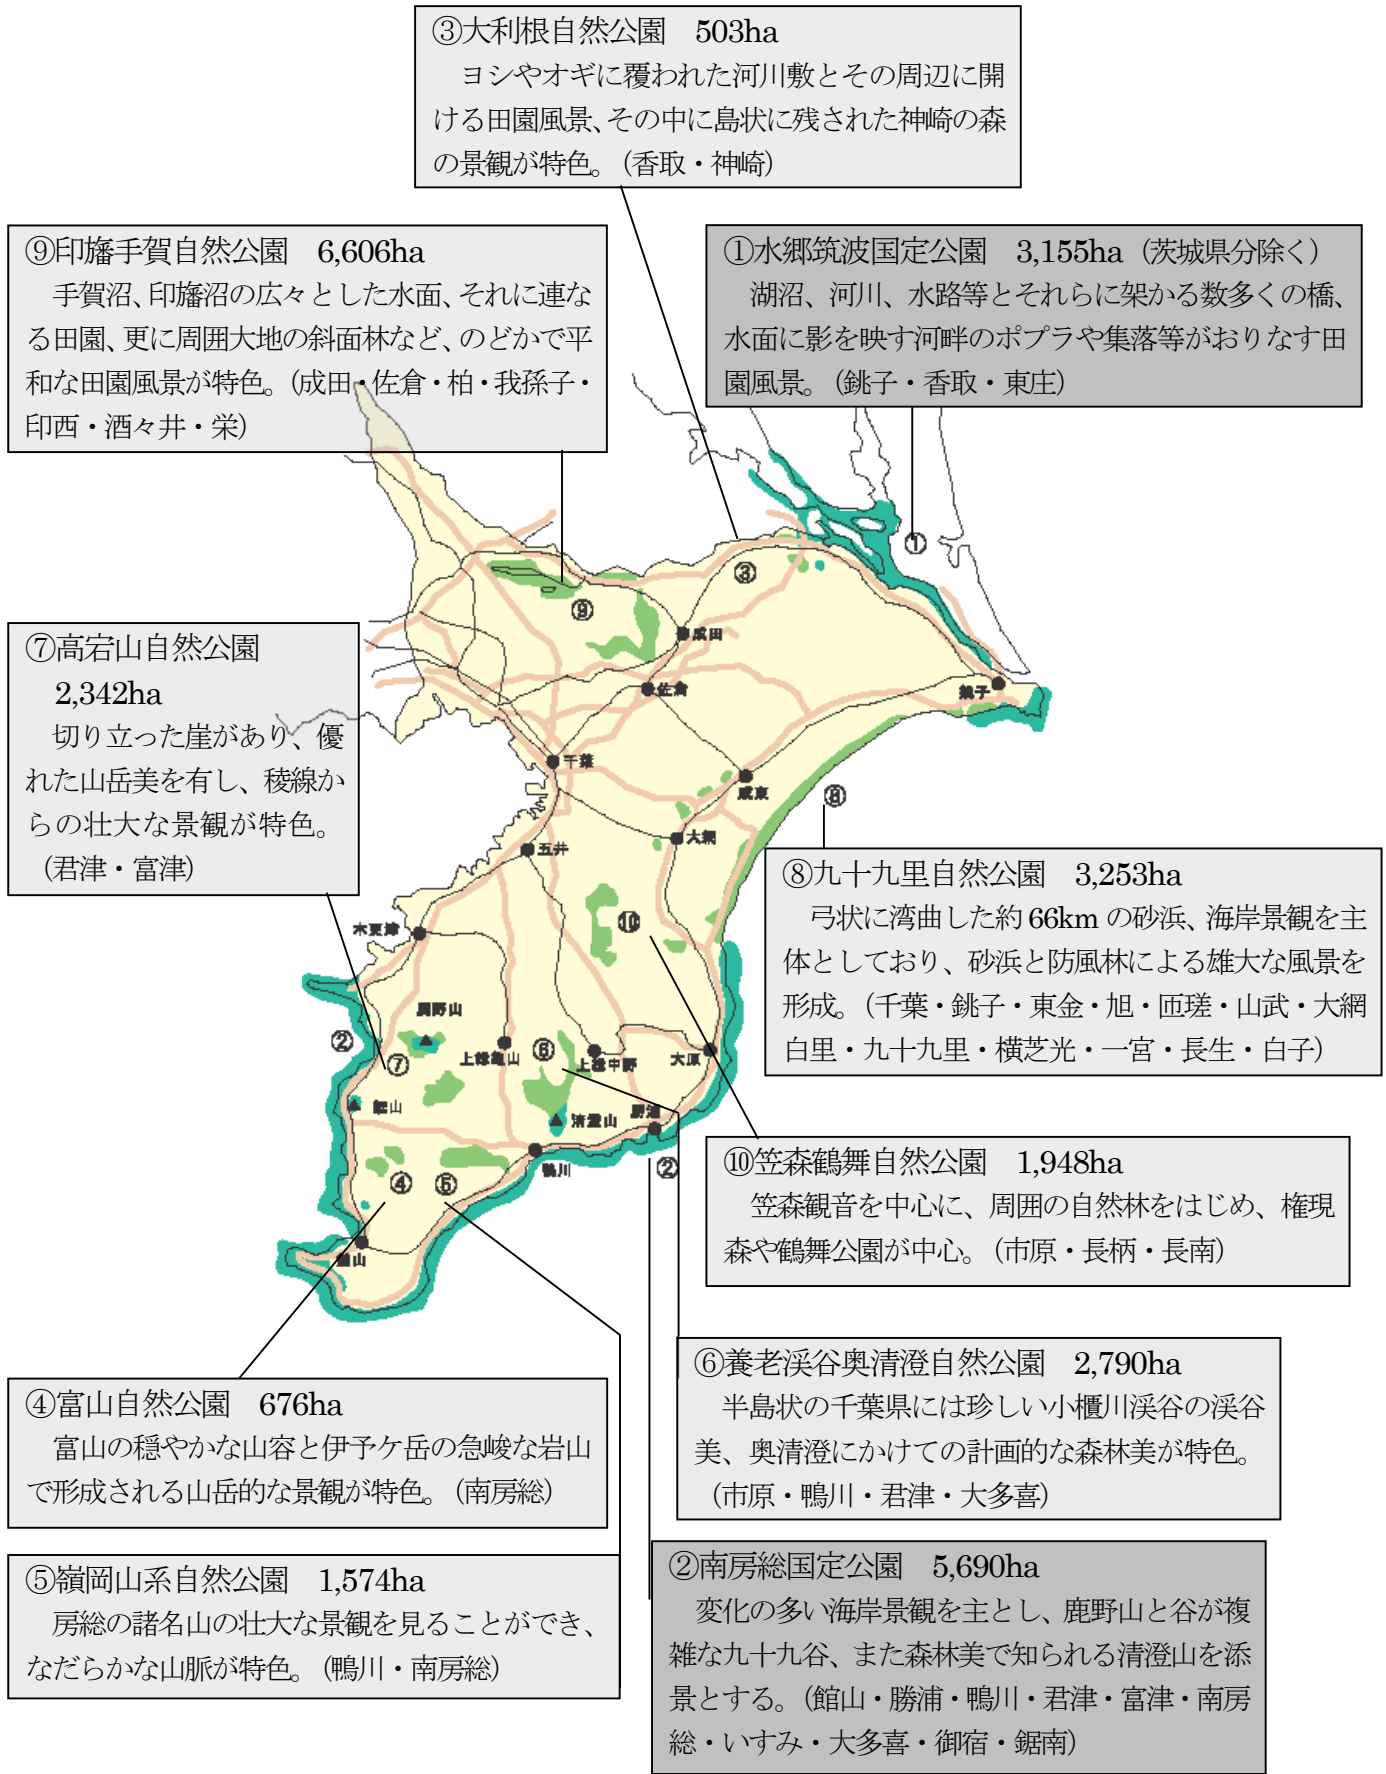 ③大利根自然公園　503ha
ヨシやオギに覆われた河川敷とその周辺に開
ける田園風景、その中に島状に残された神崎の森
の景観が特色。（香取・神崎）
⑨印旛手賀自然公園　6,606ha
手賀沼、印旛沼の広々とした水面、それに連な
る田園、更に周囲大地の斜面林など、のどかで平
和な田園風景が特色。（成田・佐倉・柏・我孫子・
印西・酒々井・栄）
①水郷筑波国定公園　3,155ha（茨城県分除く）
湖沼、河川、水路等とそれらに架かる数多くの橋、
水面に影を映す河畔のポプラや集落等がおりなす田
園風景。（銚子・香取・東庄）
①
③
⑨
成田
佐倉
銚子
⑦高宕山自然公園
2,342ha
切り立った崖があり、優
れた山岳美を有し、稜線か
らの壮大な景観が特色。
（君津・富津）
千葉
成東
⑧
大網
五井
⑧九十九里自然公園　3,253ha
弓状に湾曲した約 66km の砂浜、海岸景観を主
体としており、砂浜と防風林による雄大な風景を
形成。（千葉・銚子・東金・旭・匝瑳・山武・大網
白里・九十九里・横芝光・一宮・長生・白子）
⑩
木更津
鹿野山
②
⑦
上総亀山
⑥
上総中野
大原
鋸山
清澄山
勝浦
鴨川
②
④
⑤
館山
⑩笠森鶴舞自然公園　1,948ha
笠森観音を中心に、周囲の自然林をはじめ、権現
森や鶴舞公園が中心。（市原・長柄・長南）
⑥養老渓谷奥清澄自然公園　2,790ha
半島状の千葉県には珍しい小櫃川渓谷の渓谷
美、奥清澄にかけての計画的な森林美が特色。
（市原・鴨川・君津・大多喜）
④富山自然公園　676ha
富山の穏やかな山容と伊予ケ岳の急峻な岩山
で形成される山岳的な景観が特色。（南房総）
⑤嶺岡山系自然公園　1,574ha
房総の諸名山の壮大な景観を見ることができ、
なだらかな山脈が特色。（鴨川・南房総）
②南房総国定公園　5,690ha
変化の多い海岸景観を主とし、鹿野山と谷が複
雑な九十九谷、また森林美で知られる清澄山を添
景とする。（館山・勝浦・鴨川・君津・富津・南房
総・いすみ・大多喜・御宿・鋸南）